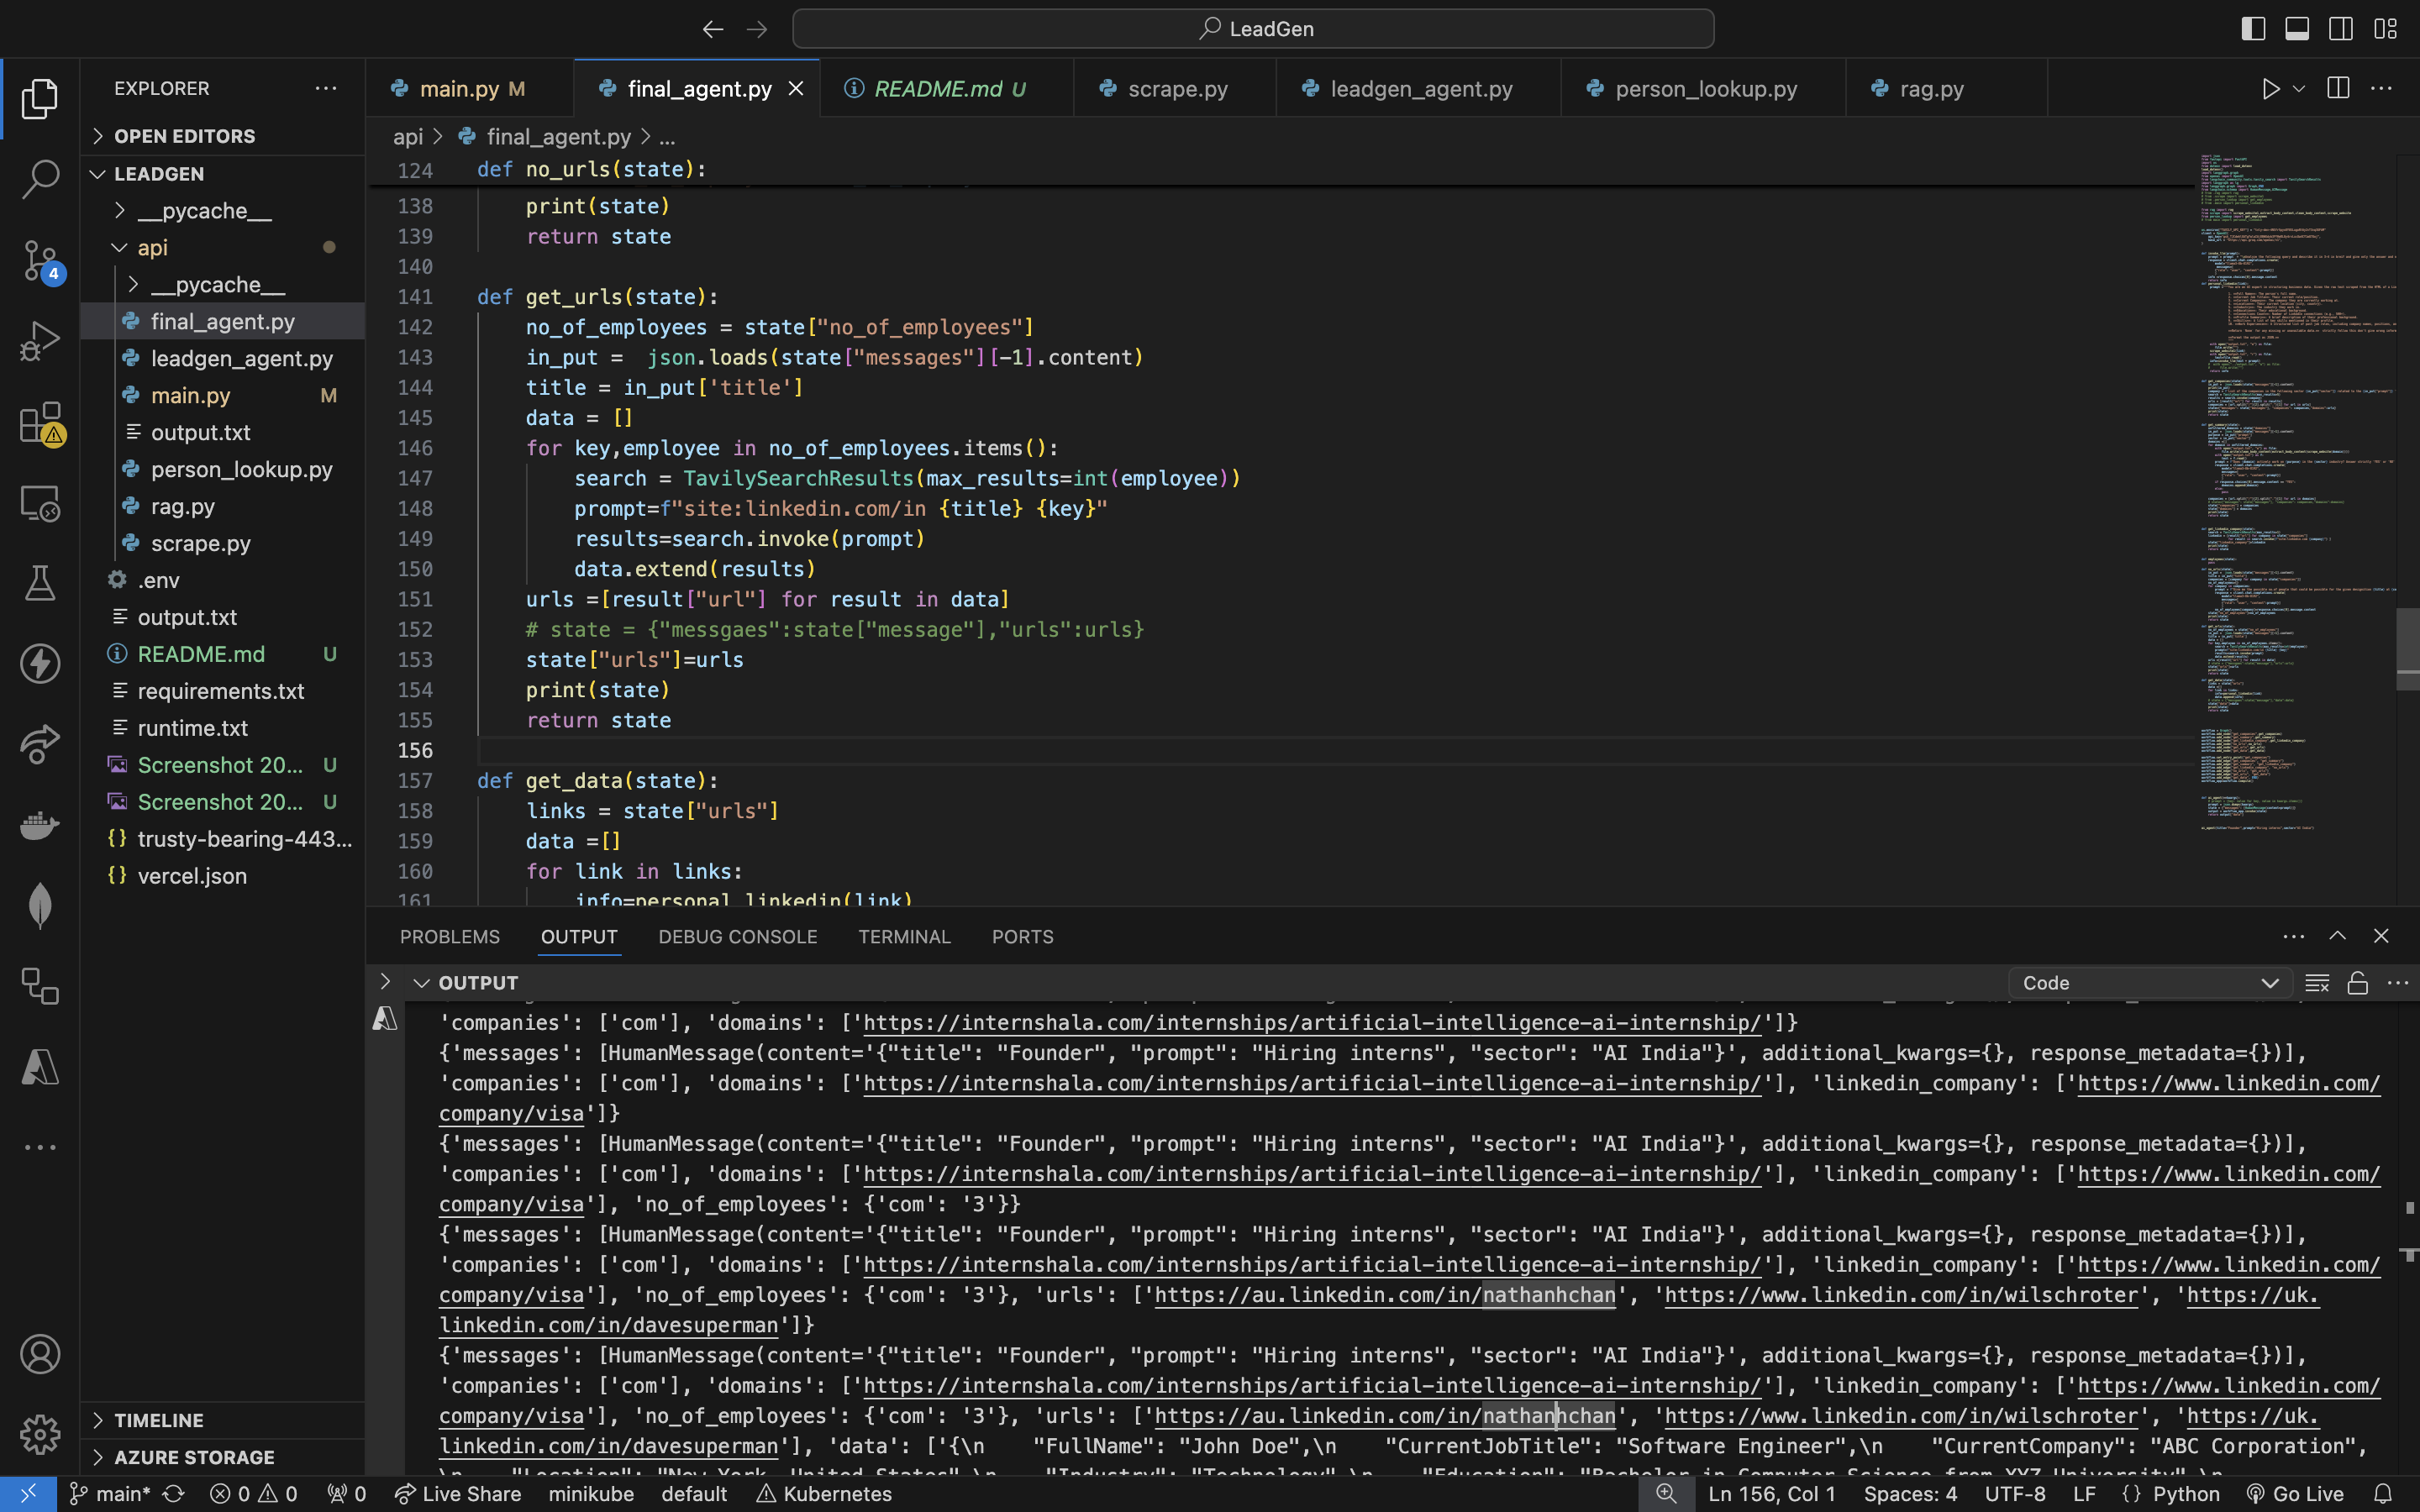 LeadGen
EXPLORER
main.py M
final_agent.py
README.md U
scrape.py
leadgen_agent.py
person_lookup.py
rag.py
OPEN EDITORS
LEADGEN
__pycache__
api
__pycache__
final_agent.py
leadgen_agent.py
main.py M
output.txt
person_lookup.py
rag.py
scrape.py
.env
output.txt
README.md U
requirements.txt
runtime.txt
Screenshot 20... U
Screenshot 20... U
trusty-bearing-443...
vercel.json
TIMELINE
AZURE STORAGE
4
api > final_agent.py > ...
124 def no_urls(state):
138 print(state)
139 return state
140
141 def get_urls(state):
142 no_of_employees = state["no_of_employees"]
143 in_put =  json.loads(state["messages"][-1].content)
144 title = in_put['title']
145 data = []
146 for key,employee in no_of_employees.items():
147 search = TavilySearchResults(max_results=int(employee))
148 prompt=f"site:linkedin.com/in {title} {key}"
149 results=search.invoke(prompt)
150 data.extend(results)
151 urls =[result["url"] for result in data]
152 # state = {"messgaes":state["message"],"urls":urls}
153 state["urls"]=urls
154 print(state)
155 return state
156
157 def get_data(state):
158 links = state["urls"]
159 data =[]
160 for link in links:
161 info=personal_linkedin(link)
PROBLEMS OUTPUT DEBUG CONSOLE TERMINAL PORTS
OUTPUT
Code
'companies': ['com'], 'domains': ['https://internshala.com/internships/artificial-intelligence-ai-internship/']}
{'messages': [HumanMessage(content='{"title": "Founder", "prompt": "Hiring interns", "sector": "AI India"}', additional_kwargs={}, response_metadata={})],
'companies': ['com'], 'domains': ['https://internshala.com/internships/artificial-intelligence-ai-internship/'], 'linkedin_company': ['https://www.linkedin.com/
company/visa']}
{'messages': [HumanMessage(content='{"title": "Founder", "prompt": "Hiring interns", "sector": "AI India"}', additional_kwargs={}, response_metadata={})],
'companies': ['com'], 'domains': ['https://internshala.com/internships/artificial-intelligence-ai-internship/'], 'linkedin_company': ['https://www.linkedin.com/
company/visa'], 'no_of_employees': {'com': '3'}}
{'messages': [HumanMessage(content='{"title": "Founder", "prompt": "Hiring interns", "sector": "AI India"}', additional_kwargs={}, response_metadata={})],
'companies': ['com'], 'domains': ['https://internshala.com/internships/artificial-intelligence-ai-internship/'], 'linkedin_company': ['https://www.linkedin.com/
company/visa'], 'no_of_employees': {'com': '3'}, 'urls': ['https://au.linkedin.com/in/nathanhchan', 'https://www.linkedin.com/in/wilschroter', 'https://uk.
linkedin.com/in/davesuperman']}
{'messages': [HumanMessage(content='{"title": "Founder", "prompt": "Hiring interns", "sector": "AI India"}', additional_kwargs={}, response_metadata={})],
'companies': ['com'], 'domains': ['https://internshala.com/internships/artificial-intelligence-ai-internship/'], 'linkedin_company': ['https://www.linkedin.com/
company/visa'], 'no_of_employees': {'com': '3'}, 'urls': ['https://au.linkedin.com/in/nathanhchan', 'https://www.linkedin.com/in/wilschroter', 'https://uk.
linkedin.com/in/davesuperman'], 'data': ['{\n    "FullName": "John Doe",\n    "CurrentJobTitle": "Software Engineer",\n    "CurrentCompany": "ABC Corporation",
\n    "Location": "New York, United States",\n    "Industry": "Technology",\n    "Education": "Bachelor in Computer Science from XYZ University",\n
main* 0 0 0 Live Share minikube default Kubernetes Ln 156, Col 1 Spaces: 4 UTF-8 LF {} Python Go Live